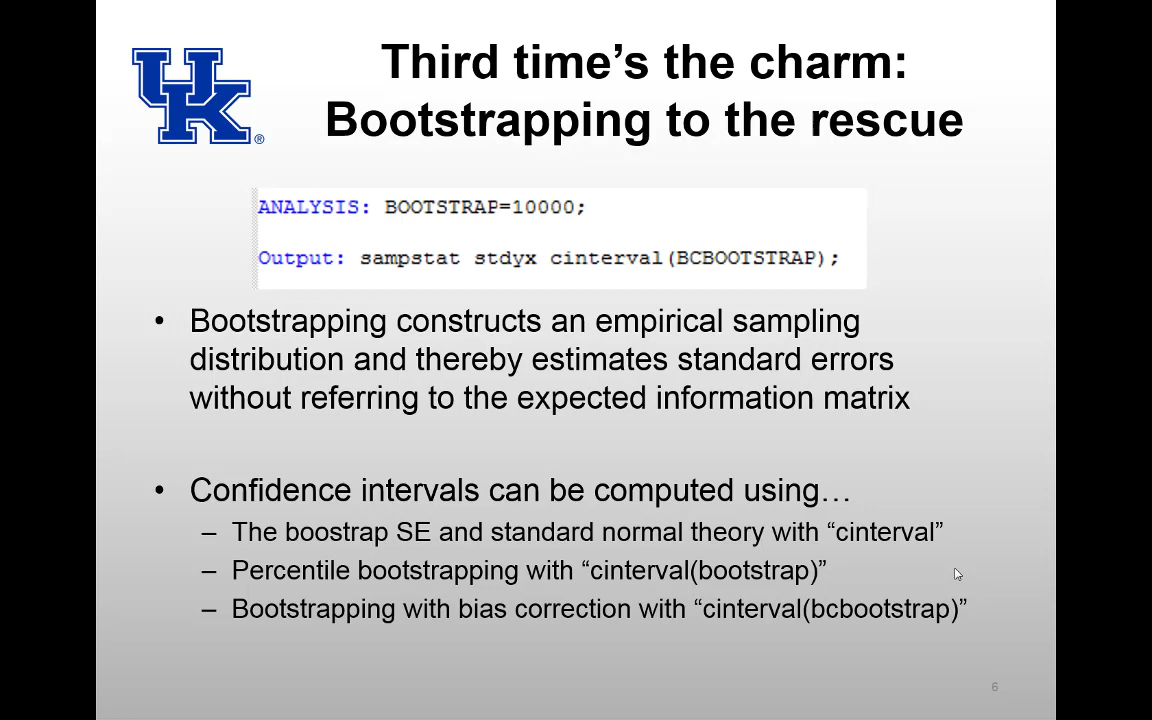 UK®
Third time's the charm:
Bootstrapping to the rescue
ANALYSIS: BOOTSTRAP=10000;
Output: sampstat stdyx cinterval(BCBOOTSTRAP);
• Bootstrapping constructs an empirical sampling
distribution and thereby estimates standard errors
without referring to the expected information matrix
• Confidence intervals can be computed using…
– The boostrap SE and standard normal theory with “cinterval”
– Percentile bootstrapping with “cinterval(bootstrap)”
– Bootstrapping with bias correction with “cinterval(bcbootstrap)”
6